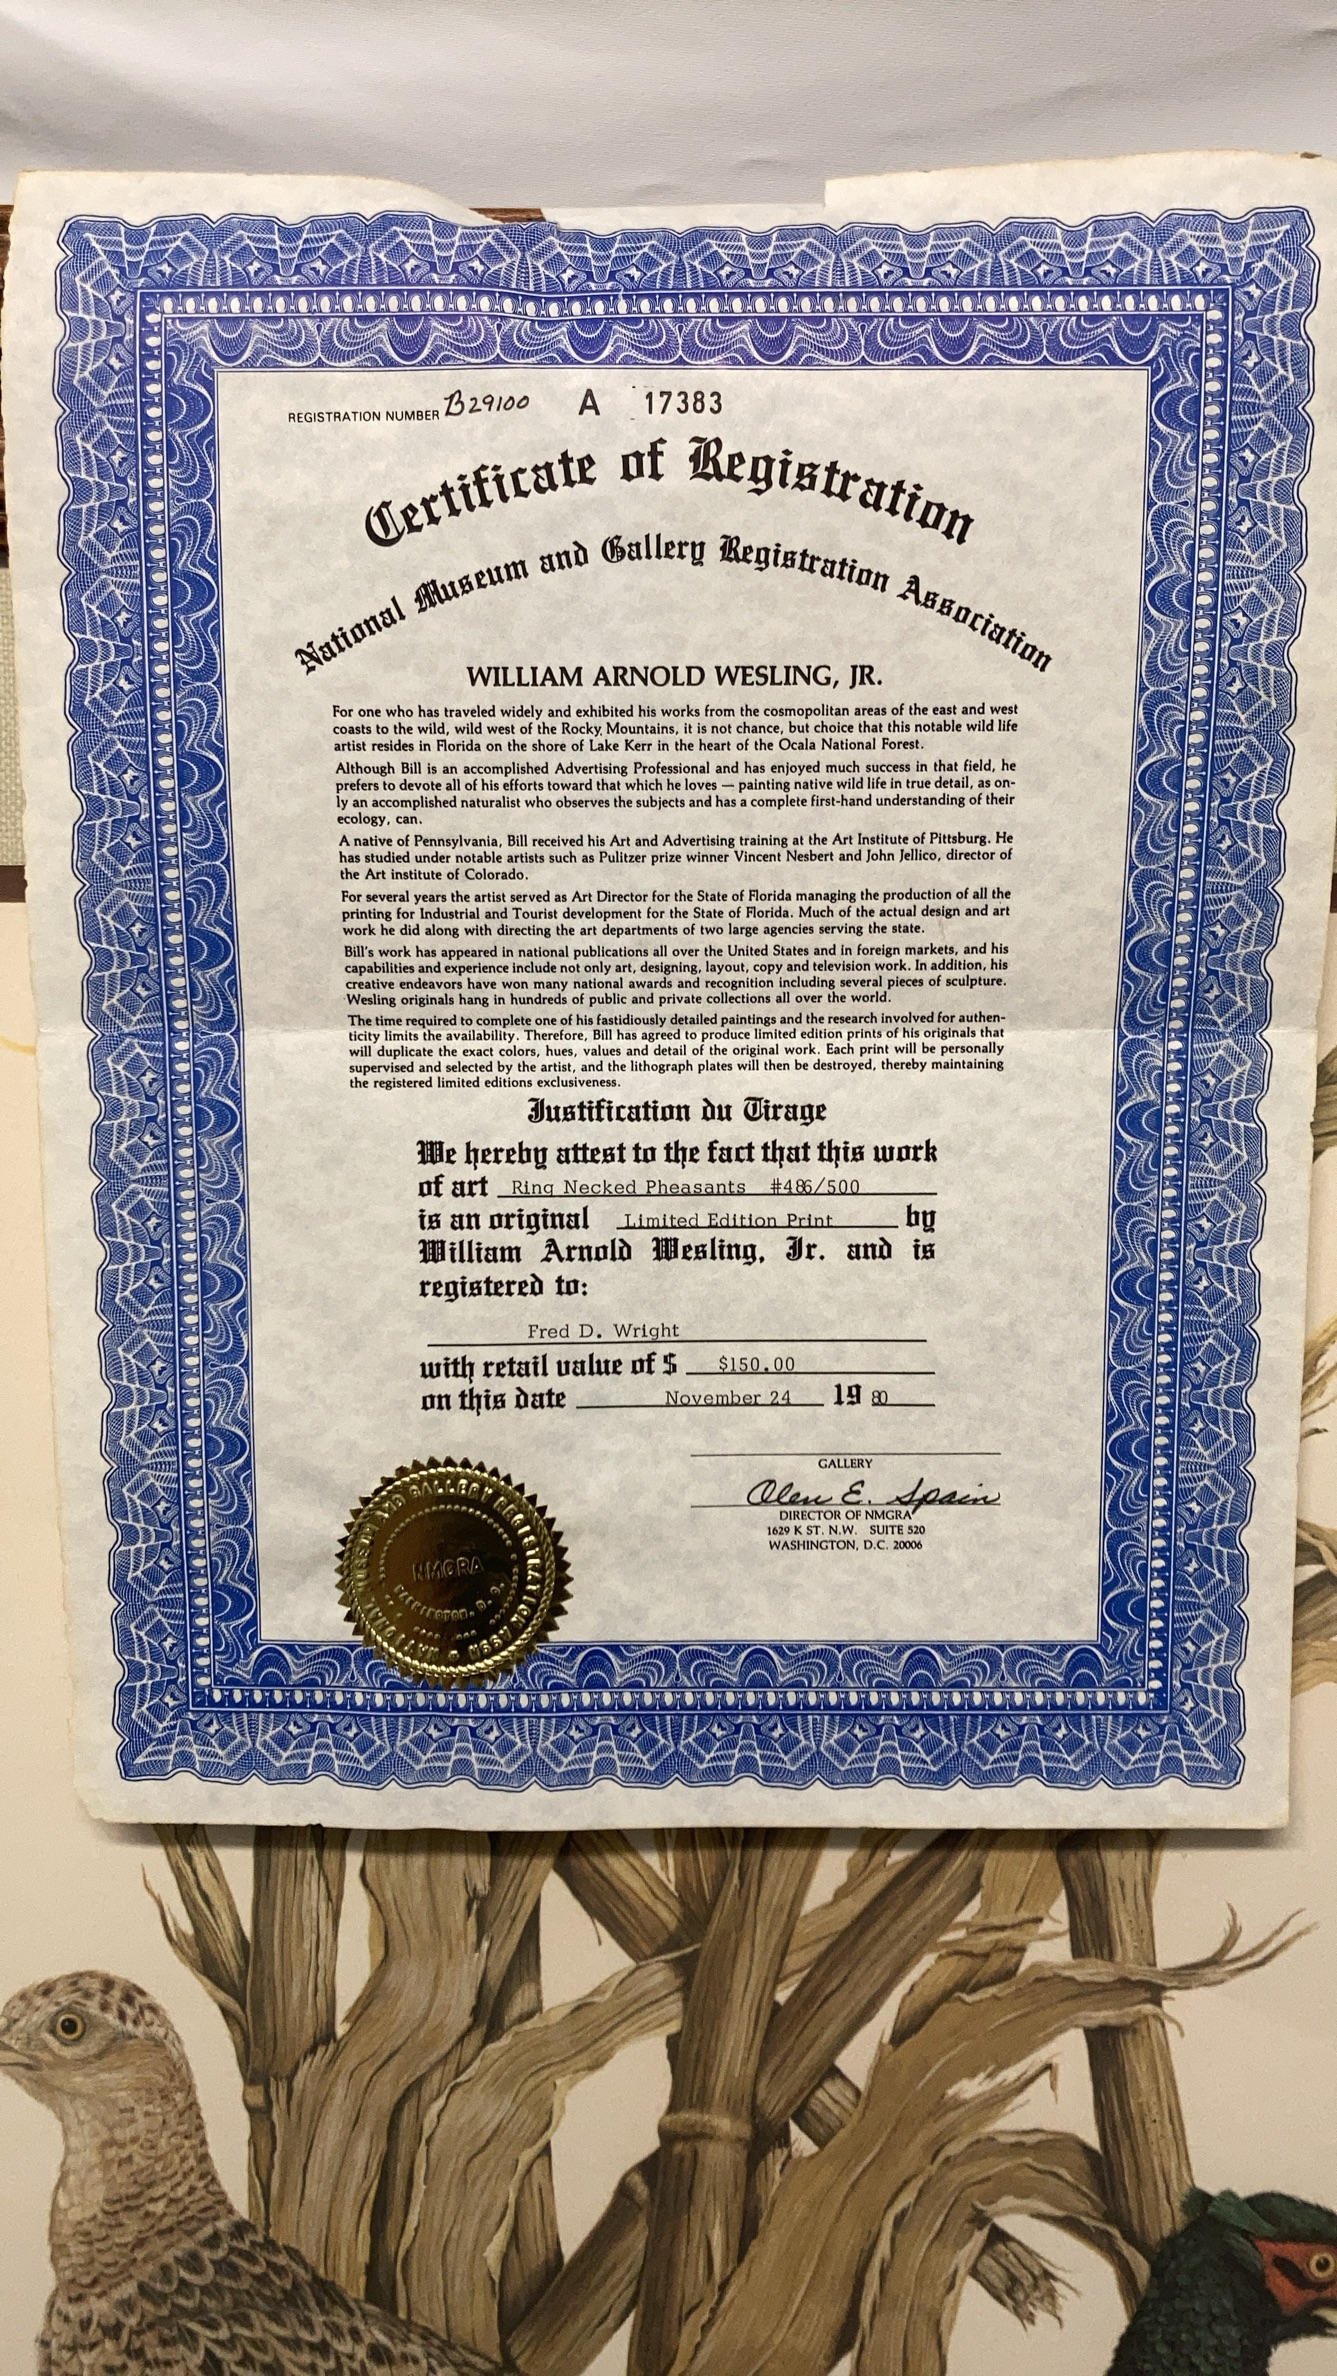 REGISTRATION NUMBER B29100 A 17383
Certificate of Registration
National Museum and Gallery Registration Association
WILLIAM ARNOLD WESLING, JR.
For one who has traveled widely and exhibited his works from the cosmopolitan areas of the east and west
coasts to the wild, wild west of the Rocky Mountains, it is not chance, but choice that this notable wild life
artist resides in Florida on the shore of Lake Kerr in the heart of the Ocala National Forest.
Although Bill is an accomplished Advertising Professional and has enjoyed much success in that field, he
prefers to devote all of his efforts toward that which he loves — painting native wild life in true detail, as on-
ly an accomplished naturalist who observes the subjects and has a complete first-hand understanding of their
ecology, can.
A native of Pennsylvania, Bill received his Art and Advertising training at the Art Institute of Pittsburg. He
has studied under notable artists such as Pulitzer prize winner Vincent Nesbert and John Jellico, director of
the Art institute of Colorado.
For several years the artist served as Art Director for the State of Florida managing the production of all the
printing for Industrial and Tourist development for the State of Florida. Much of the actual design and art
work he did along with directing the art departments of two large agencies serving the state.
Bill's work has appeared in national publications all over the United States and in foreign markets, and his
capabilities and experience include not only art, designing, layout, copy and television work. In addition, his
creative endeavors have won many national awards and recognition including several pieces of sculpture.
Wesling originals hang in hundreds of public and private collections all over the world.
The time required to complete one of his fastidiously detailed paintings and the research involved for authen-
ticity limits the availability. Therefore, Bill has agreed to produce limited edition prints of his originals that
will duplicate the exact colors, hues, values and detail of the original work. Each print will be personally
supervised and selected by the artist, and the lithograph plates will then be destroyed, thereby maintaining
the registered limited editions exclusiveness.
Justification du Tirage
We hereby attest to the fact that this work
of art Ring Necked Pheasants #486/500
is an original Limited Edition Print by
William Arnold Wesling, Jr. and is
registered to:
Fred D. Wright
with retail value of $ $150.00
on this date November 24 19 80
GALLERY
Olen E. Spain
DIRECTOR OF NMGRA
1629 K ST. N.W. SUITE 520
WASHINGTON, D.C. 20006
NATIONAL MUSEUM AND GALLERY REGISTRATION ASSN
NMGRA
WASHINGTON, D.C.